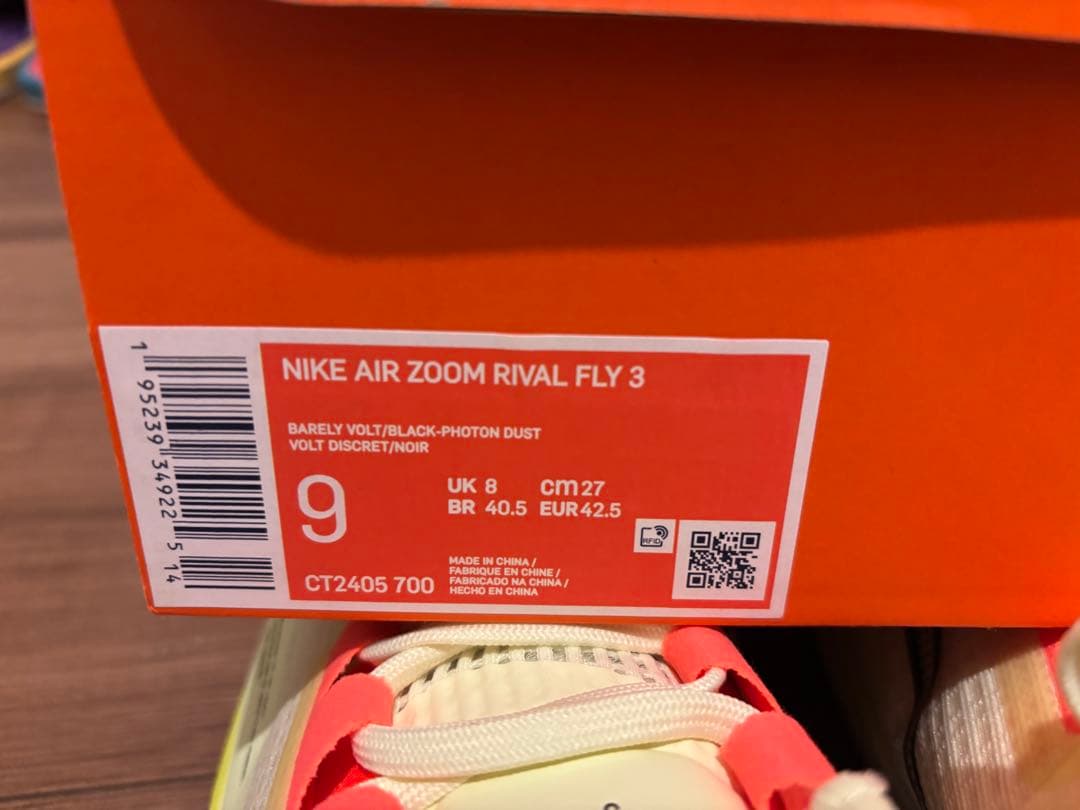 NIKE AIR ZOOM RIVAL FLY 3
BARELY VOLT/BLACK-PHOTON DUST
VOLT DISCRET/NOIR
9
UK 8 cm 27
BR 40.5 EUR 42.5
RFID
CT2405 700
MADE IN CHINA /
FABRIQUE EN CHINE /
FABRICADO NA CHINA /
HECHO EN CHINA
1 95239 34922 5 14